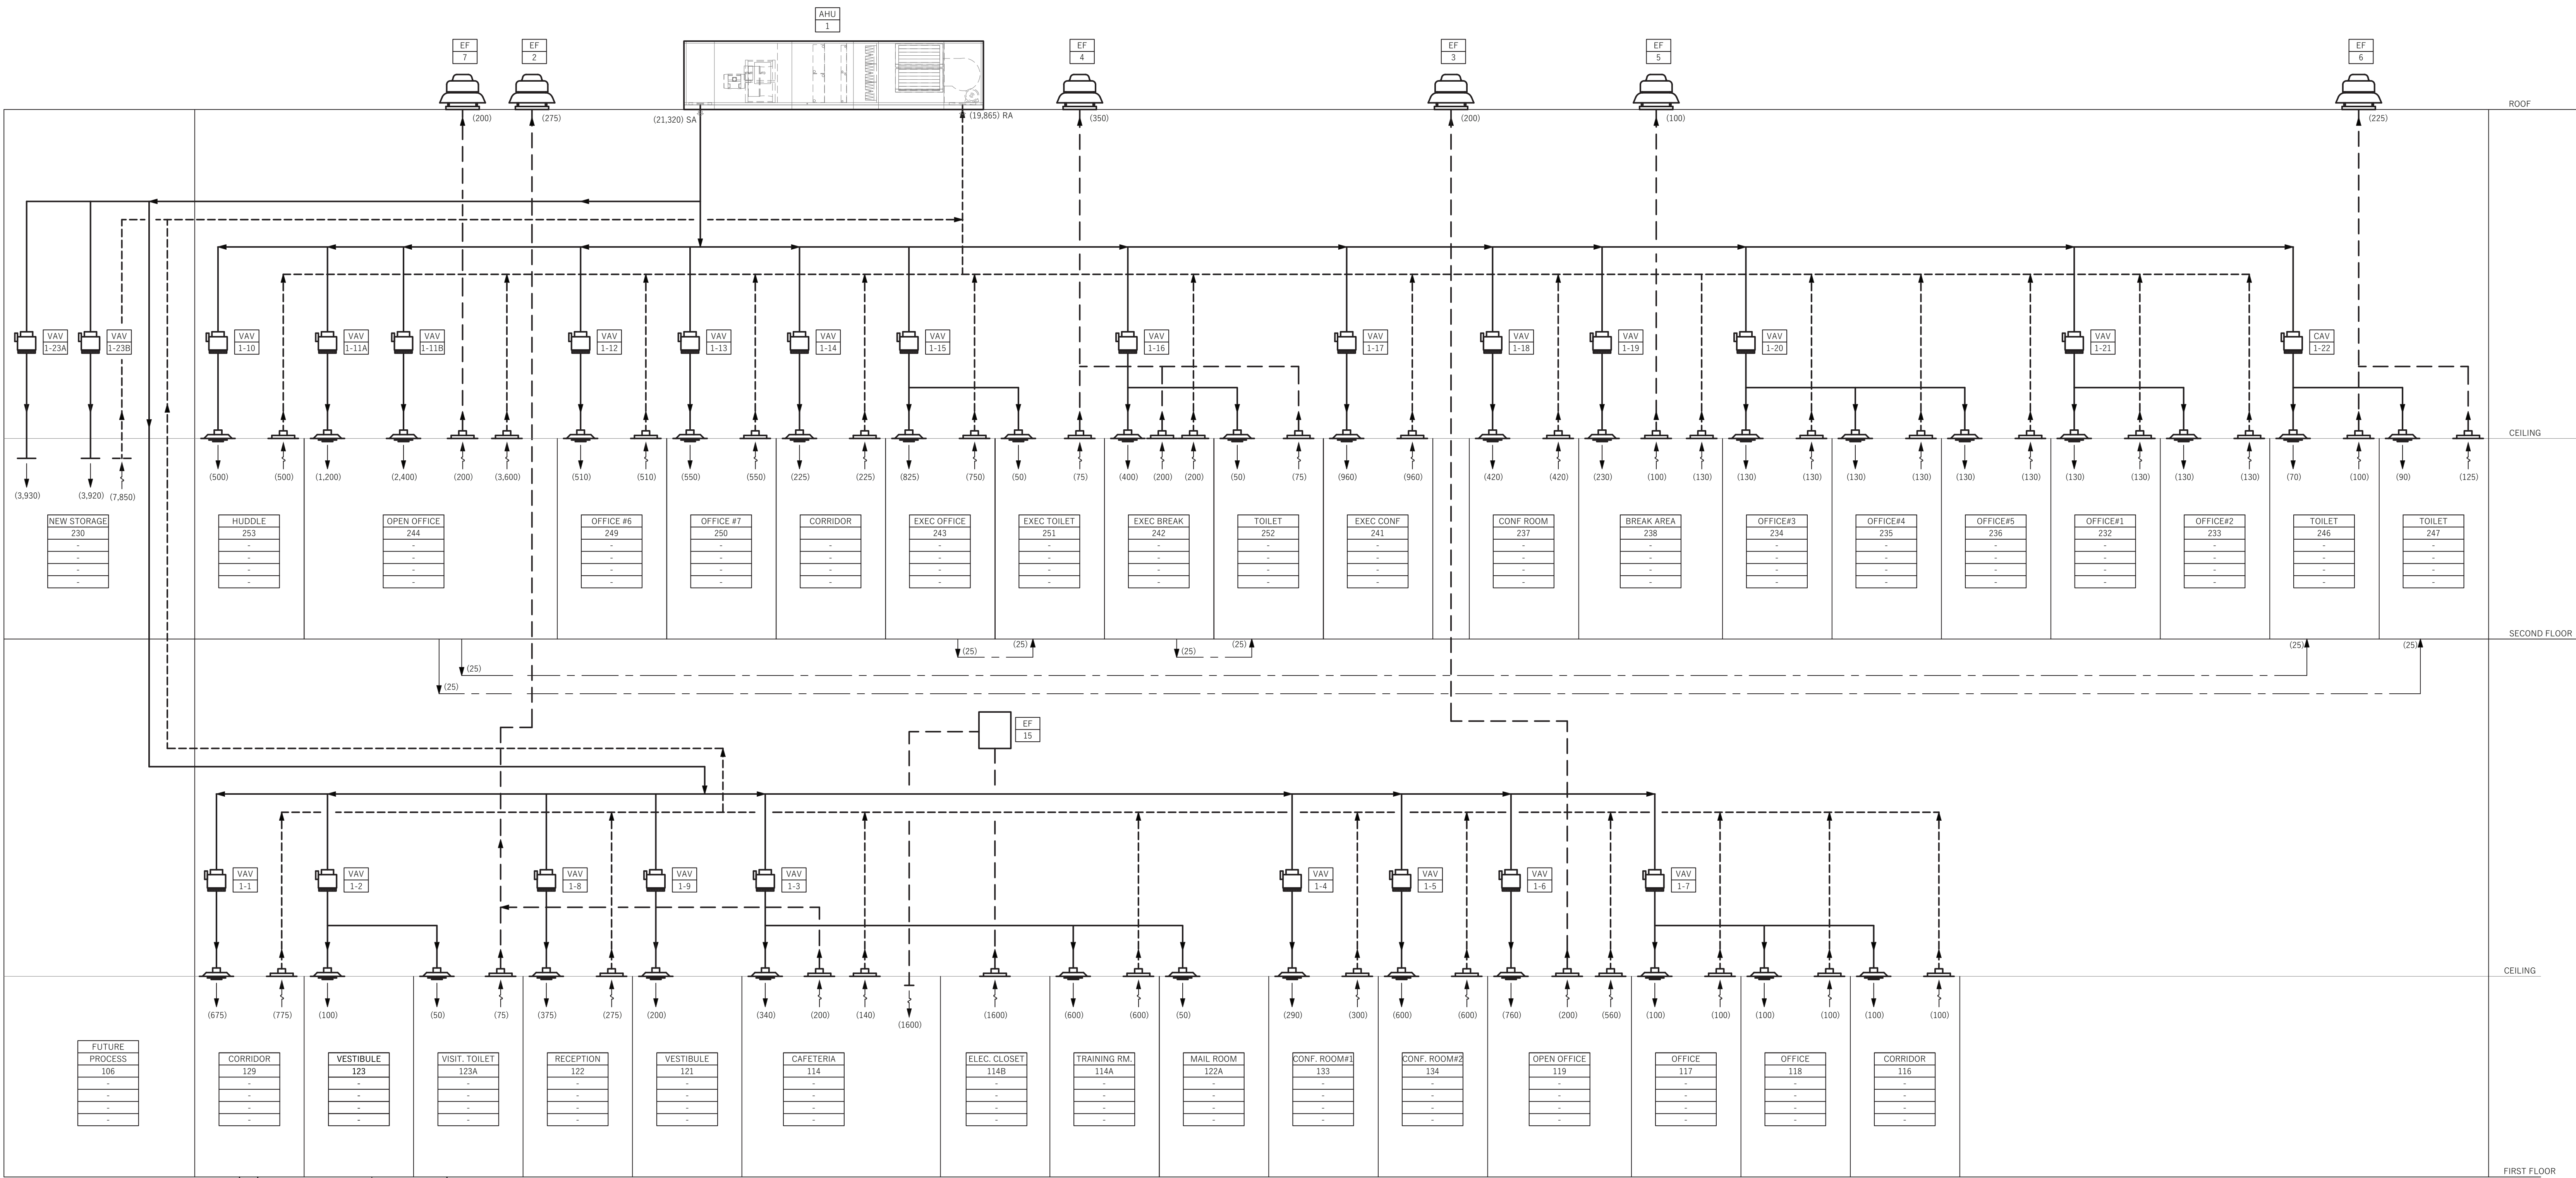 AHU
1
EF
7
EF
2
EF
4
EF
3
EF
5
EF
6
ROOF
(200)
(275)
(21,320) SA
(19,865) RA
(350)
(200)
(100)
(225)
VAV
1-23A
VAV
1-23B
VAV
1-10
VAV
1-11A
VAV
1-11B
VAV
1-12
VAV
1-13
VAV
1-14
VAV
1-15
VAV
1-16
VAV
1-17
VAV
1-18
VAV
1-19
VAV
1-20
VAV
1-21
CAV
1-22
CEILING
(3,930) (3,920) (7,850) (500) (500) (1,200) (2,400) (200) (3,600) (510) (510) (550) (550) (225) (225) (825) (750) (50) (75) (400) (200) (200) (50) (75) (960) (960) (420) (420) (230) (100) (130) (130) (130) (130) (130) (130) (130) (130) (130) (130) (130) (70) (100) (90) (125)
NEW STORAGE
230
-
-
-
-
HUDDLE
253
-
-
-
-
OPEN OFFICE
244
-
-
-
-
OFFICE #6
249
-
-
-
-
OFFICE #7
250
-
-
-
-
CORRIDOR
-
-
-
-
EXEC OFFICE
243
-
-
-
-
EXEC TOILET
251
-
-
-
-
EXEC BREAK
242
-
-
-
-
TOILET
252
-
-
-
-
EXEC CONF
241
-
-
-
-
CONF ROOM
237
-
-
-
-
BREAK AREA
238
-
-
-
-
OFFICE#3
234
-
-
-
-
OFFICE#4
235
-
-
-
-
OFFICE#5
236
-
-
-
-
OFFICE#1
232
-
-
-
-
OFFICE#2
233
-
-
-
-
TOILET
246
-
-
-
-
TOILET
247
-
-
-
-
SECOND FLOOR
(25)
(25)
(25)
(25)
(25)
(25)
(25)
(25)
EF
15
VAV
1-1
VAV
1-2
VAV
1-8
VAV
1-9
VAV
1-3
VAV
1-4
VAV
1-5
VAV
1-6
VAV
1-7
CEILING
(675) (775) (100) (50) (75) (375) (275) (200) (340) (200) (140) (1600) (1600) (600) (600) (50) (290) (300) (600) (600) (760) (200) (560) (100) (100) (100) (100) (100) (100)
FUTURE
PROCESS
106
-
-
-
-
CORRIDOR
129
-
-
-
-
VESTIBULE
123
-
-
-
-
VISIT. TOILET
123A
-
-
-
-
RECEPTION
122
-
-
-
-
VESTIBULE
121
-
-
-
-
CAFETERIA
114
-
-
-
-
ELEC. CLOSET
114B
-
-
-
-
TRAINING RM.
114A
-
-
-
-
MAIL ROOM
122A
-
-
-
-
CONF. ROOM#1
133
-
-
-
-
CONF. ROOM#2
134
-
-
-
-
OPEN OFFICE
119
-
-
-
-
OFFICE
117
-
-
-
-
OFFICE
118
-
-
-
-
CORRIDOR
116
-
-
-
-
FIRST FLOOR